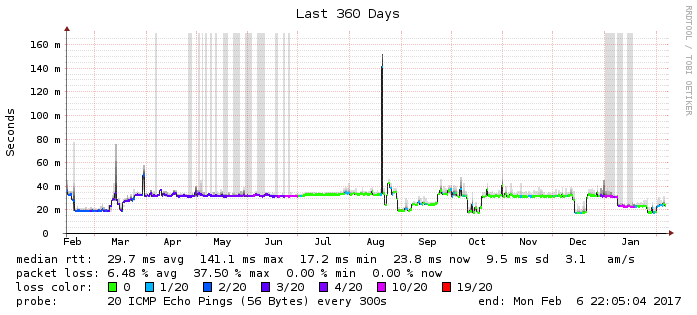 Last 360 Days
RRDTOOL / TOBI OETIKER
Seconds
160 m
140 m
120 m
100 m
80 m
60 m
40 m
20 m
0
Feb Mar Apr May Jun Jul Aug Sep Oct Nov Dec Jan
median rtt: 29.7 ms avg 141.1 ms max 17.2 ms min 23.8 ms now 9.5 ms sd 3.1 am/s
packet loss: 6.48 % avg 37.50 % max 0.00 % min 0.00 % now
loss color: 0 1/20 2/20 3/20 4/20 10/20 19/20
probe: 20 ICMP Echo Pings (56 Bytes) every 300s end: Mon Feb 6 22:05:04 2017